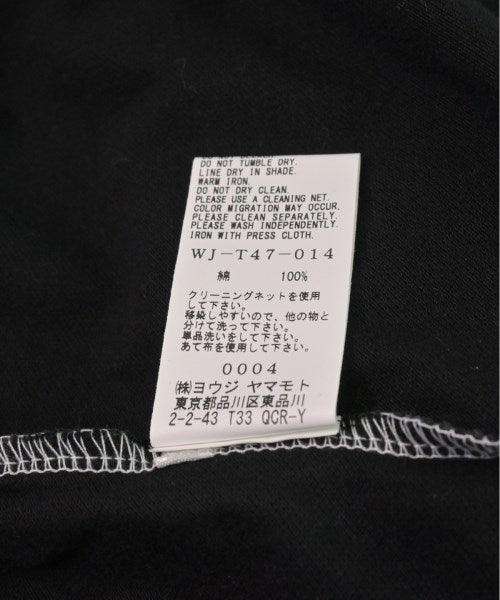 DO NOT BLEACH.
DO NOT TUMBLE DRY.
LINE DRY IN SHADE.
WARM IRON.
DO NOT DRY CLEAN.
PLEASE USE A CLEANING NET.
COLOR MIGRATION MAY OCCUR.
PLEASE CLEAN SEPARATELY.
PLEASE WASH INDEPENDENTLY.
IRON WITH PRESS CLOTH.
WJ-T47-014
綿 100%
クリーニングネットを使用
して下さい。
移染しやすいので、他の物と
分けて洗って下さい。
単品洗いをして下さい。
あて布を使用して下さい。
0004
㈱ヨウジ ヤマモト
東京都品川区東品川
2-2-43 T33 QCR-Y